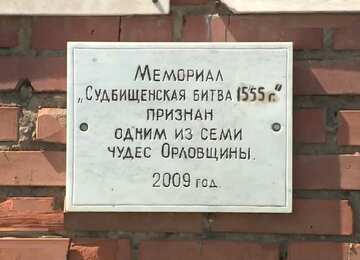 Мемориал
„Судбищенская битва 1555 г."
признан
одним из семи
чудес Орловщины.
2009 год.